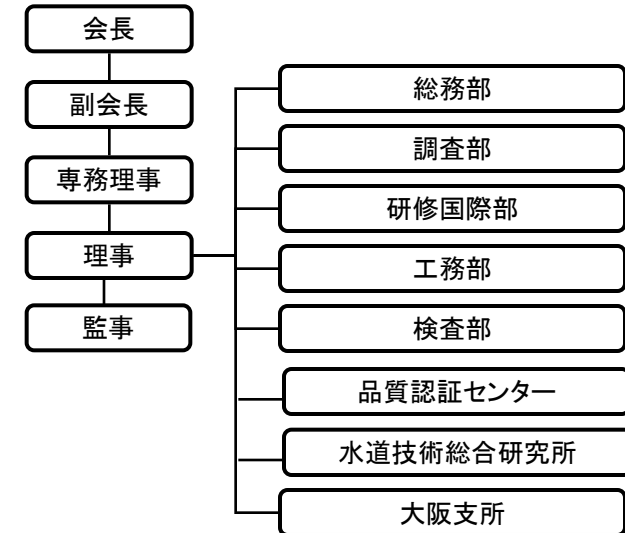 会長
副会長
専務理事
理事
監事
総務部
調査部
研修国際部
工務部
検査部
品質認証センター
水道技術総合研究所
大阪支所